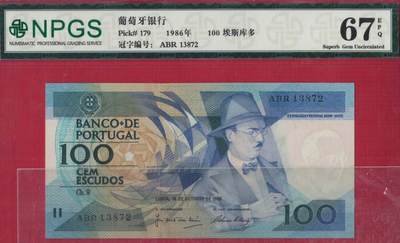 NPGS
NUMISMATIC PROFESSIONAL GRADING SERVICE
葡萄牙银行
Pick# 179 1986年 100 埃斯库多
冠字编号: ABR 13872
67 EPQ
Superb Gem Uncirculated
ABR 13872
BANCO DE
PORTUGAL
100
CEM
ESCUDOS
Ch. 9
ABR 13872
100